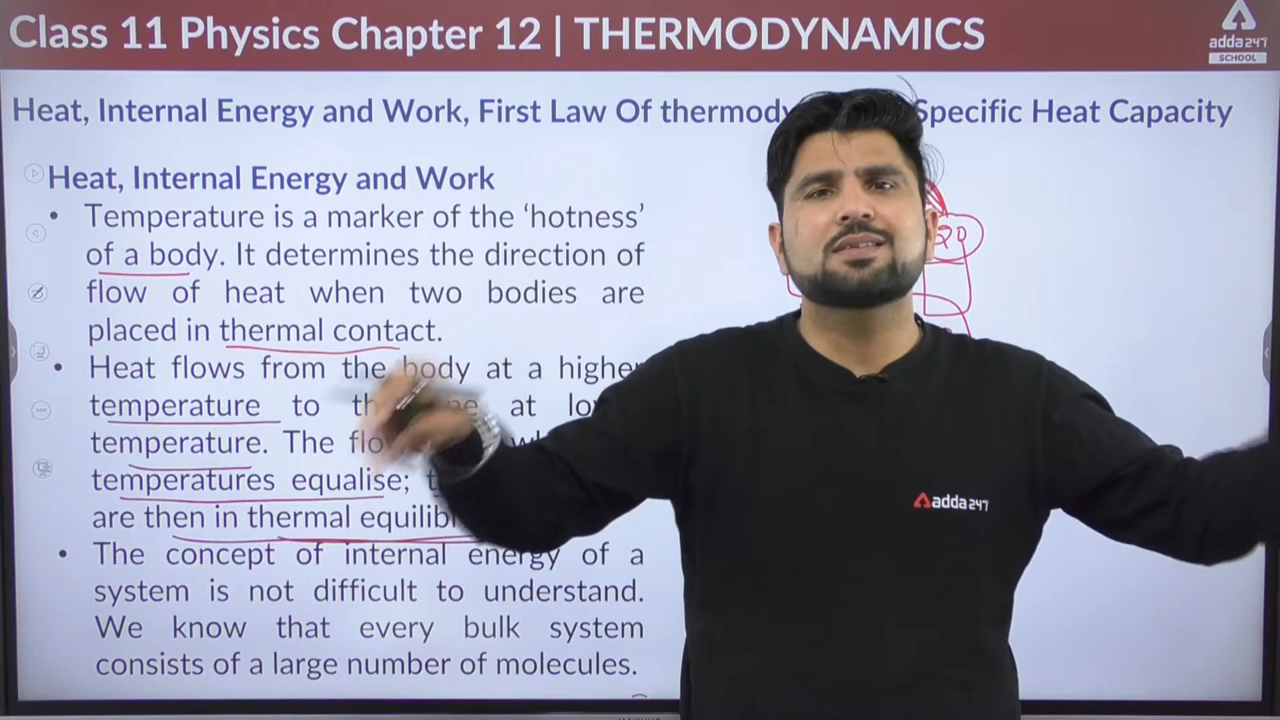 Class 11 Physics Chapter 12 | THERMODYNAMICS
adda247
SCHOOL
Heat, Internal Energy and Work, First Law Of thermody Specific Heat Capacity
Heat, Internal Energy and Work
• Temperature is a marker of the ‘hotness’
of a body. It determines the direction of
flow of heat when two bodies are
placed in thermal contact.
• Heat flows from the body at a higher
temperature to at
temperature. The
temperatures equalise;
are then in thermal
• The concept of internal energy of a
system is not difficult to understand.
We know that every bulk system
consists of a large number of molecules.
adda247